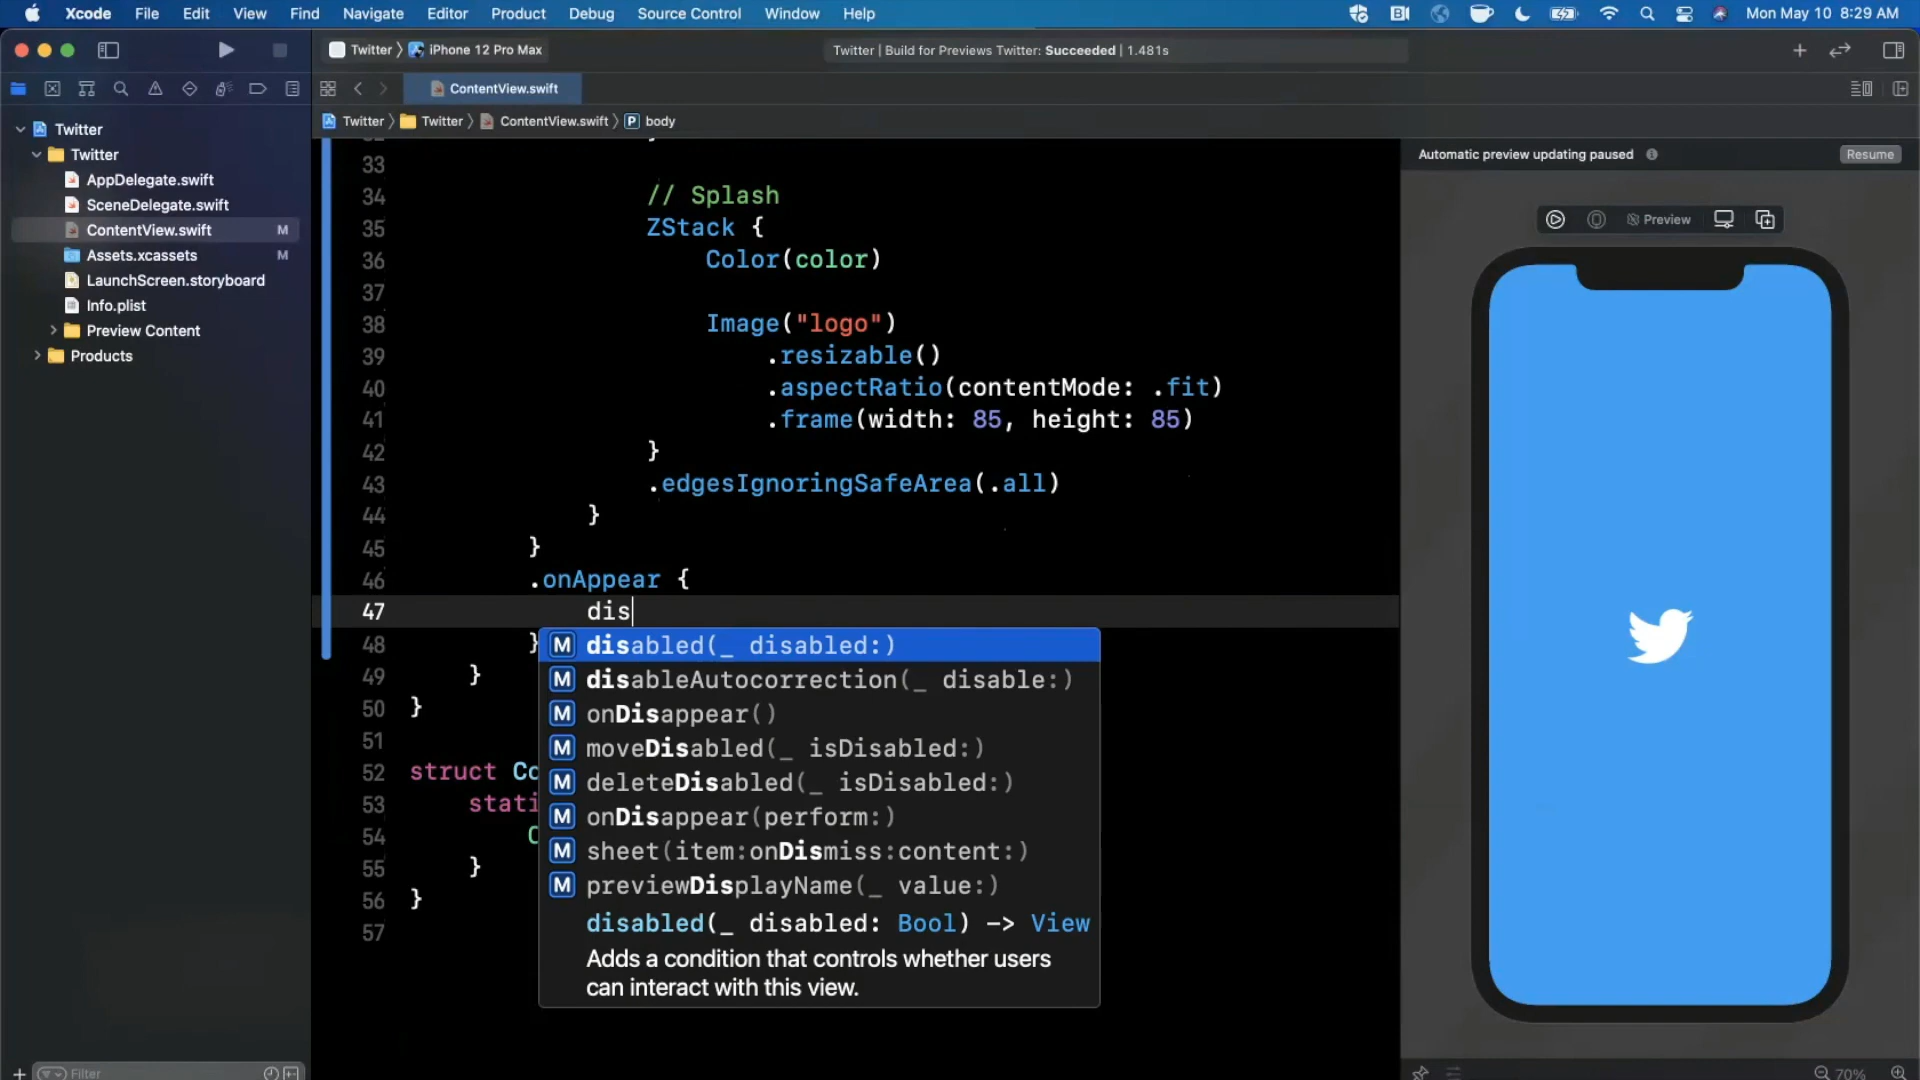 Xcode File Edit View Find Navigate Editor Product Debug Source Control Window Help Mon May 10 8:29 AM
Twitter iPhone 12 Pro Max Twitter | Build for Previews Twitter: Succeeded | 1.481s
ContentView.swift
Twitter Twitter ContentView.swift P body
Twitter
Twitter
AppDelegate.swift
SceneDelegate.swift
ContentView.swift M
Assets.xcassets M
LaunchScreen.storyboard
Info.plist
Preview Content
Products
Filter
33
34 // Splash
35 ZStack {
36 Color(color)
37
38 Image("logo")
39 .resizable()
40 .aspectRatio(contentMode: .fit)
41 .frame(width: 85, height: 85)
42 }
43 .edgesIgnoringSafeArea(.all)
44 }
45 }
46 .onAppear {
47 dis
48 }
49 }
50 }
51
52 struct Co
53 stati
54 C
55 }
56 }
57
M disabled(_ disabled:)
M disableAutocorrection(_ disable:)
M onDisappear()
M moveDisabled(_ isDisabled:)
M deleteDisabled(_ isDisabled:)
M onDisappear(perform:)
M sheet(item:onDismiss:content:)
M previewDisplayName(_ value:)
disabled(_ disabled: Bool) -> View
Adds a condition that controls whether users
can interact with this view.
Automatic preview updating paused Resume
Preview
70%